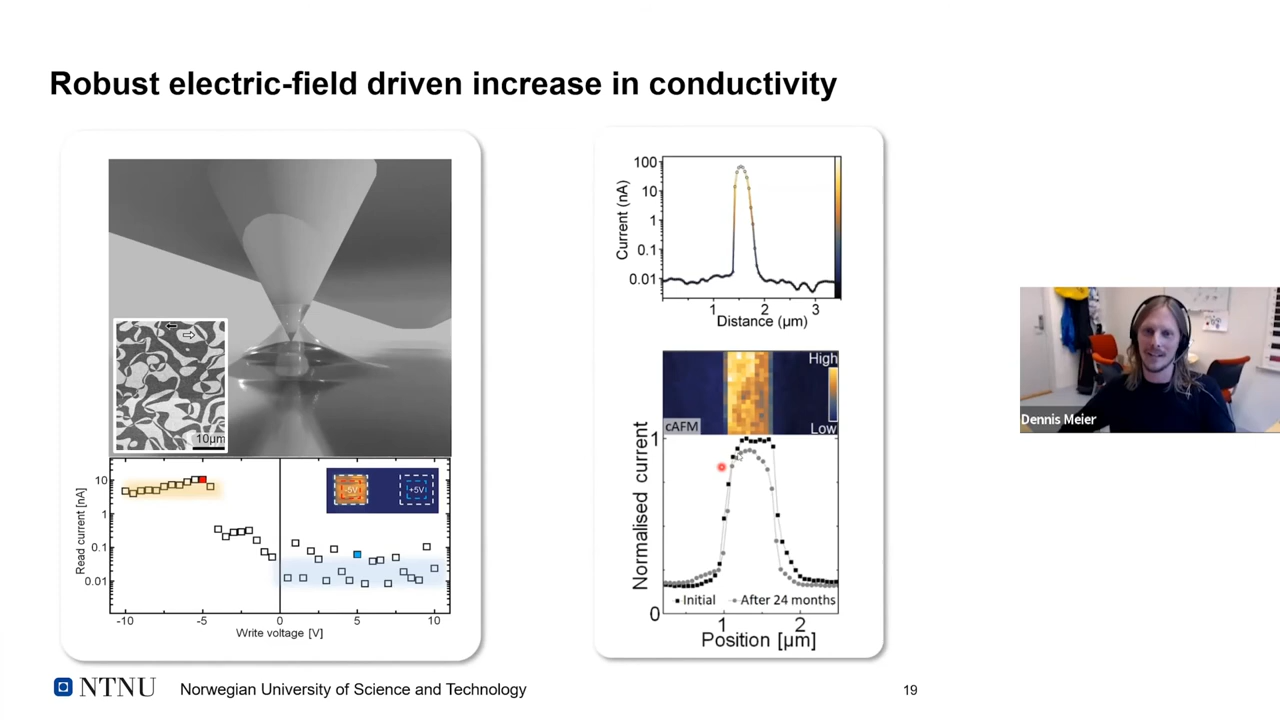 Robust electric-field driven increase in conductivity
10µm
Read current [nA]
10
1
0.1
0.01
-5V
+5V
-10
-5
0
5
10
Write voltage [V]
Current (nA)
100
10
1
0.1
0.01
1
2
3
Distance (µm)
High
Low
cAFM
Normalised current
1
0
Initial
After 24 months
1
2
Position [µm]
Dennis Meier
NTNU
Norwegian University of Science and Technology
19